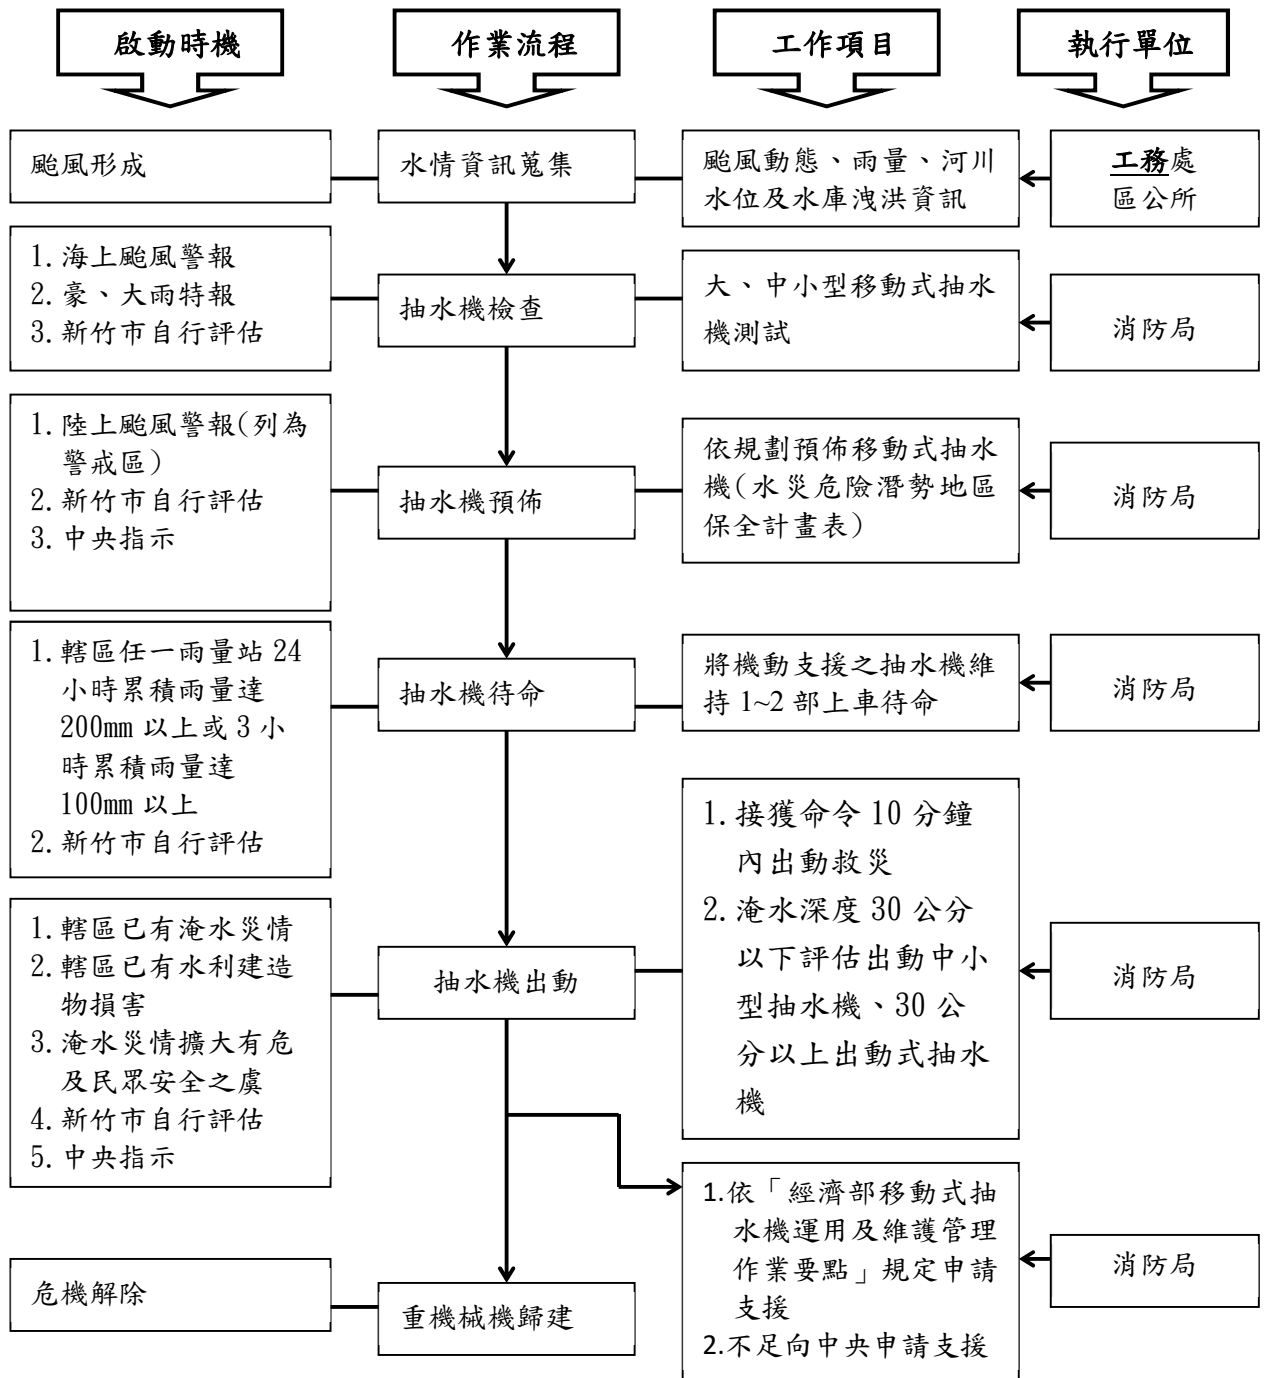 啟動時機
作業流程
工作項目
執行單位
颱風形成
水情資訊蒐集
颱風動態、雨量、河川
水位及水庫洩洪資訊
工務處
區公所
1.海上颱風警報
2.豪、大雨特報
3.新竹市自行評估
抽水機檢查
大、中小型移動式抽水
機測試
消防局
1.陸上颱風警報(列為
警戒區)
2.新竹市自行評估
3.中央指示
抽水機預佈
依規劃預佈移動式抽水
機(水災危險潛勢地區
保全計畫表)
消防局
1.轄區任一雨量站 24
小時累積雨量達
200mm 以上或 3 小
時累積雨量達
100mm 以上
2.新竹市自行評估
抽水機待命
將機動支援之抽水機維
持 1~2 部上車待命
消防局
1.轄區已有淹水災情
2.轄區已有水利建造
物損害
3.淹水災情擴大有危
及民眾安全之虞
4.新竹市自行評估
5.中央指示
抽水機出動
1.接獲命令 10 分鐘
內出動救災
2.淹水深度 30 公分
以下評估出動中小
型抽水機、30 公
分以上出動式抽水
機
消防局
危機解除
重機械機歸建
1.依「經濟部移動式抽
水機運用及維護管理
作業要點」規定申請
支援
2.不足向中央申請支援
消防局